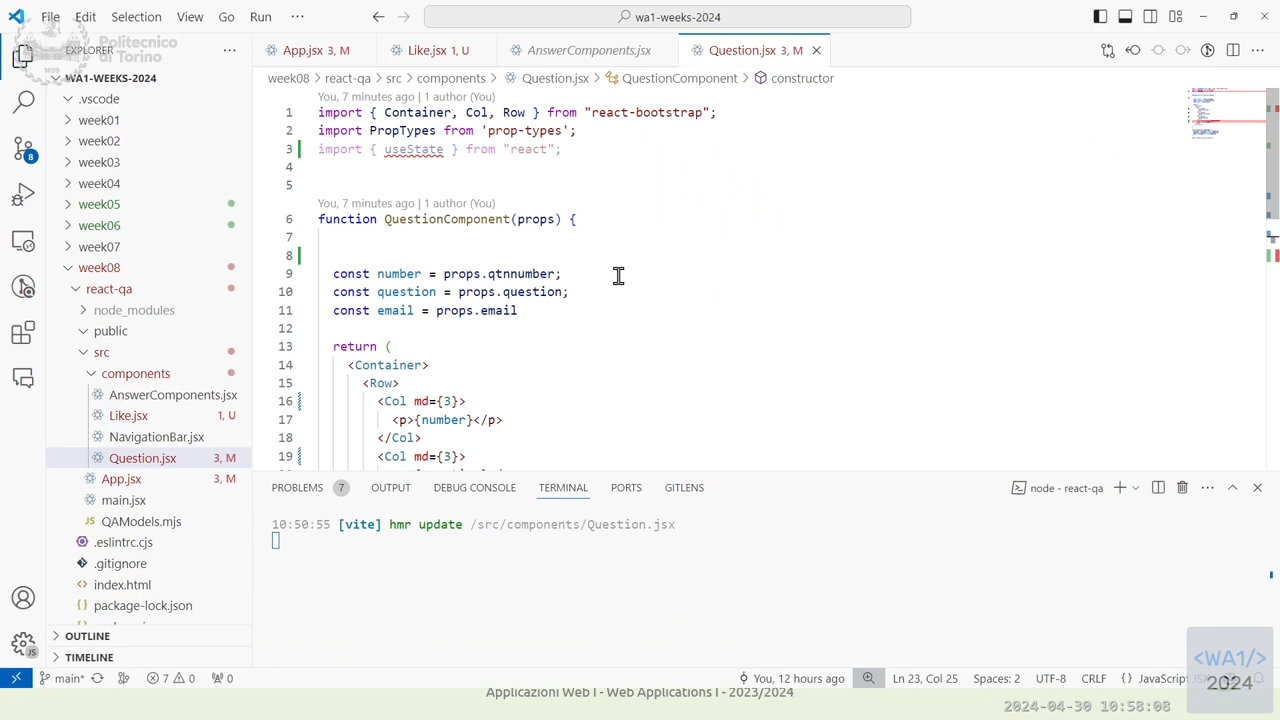 File Edit Selection View Go Run ··· wa1-weeks-2024
Politecnico
di Torino
EXPLORER
App.jsx 3, M
Like.jsx 1, U
AnswerComponents.jsx
Question.jsx 3, M
WA1-WEEKS-2024
week08 > react-qa > src > components > Question.jsx > QuestionComponent > constructor
.vscode
week01
week02
week03
week04
week05
week06
week07
week08
react-qa
node_modules
public
src
components
AnswerComponents.jsx
Like.jsx 1, U
NavigationBar.jsx
Question.jsx 3, M
App.jsx 3, M
main.jsx
QAModels.mjs
.eslintrc.cjs
.gitignore
index.html
package-lock.json
OUTLINE
TIMELINE
You, 7 minutes ago | 1 author (You)
1 import { Container, Col, Row } from "react-bootstrap";
2 import PropTypes from 'prop-types';
3 import { useState } from "react";
4
5
You, 7 minutes ago | 1 author (You)
6 function QuestionComponent(props) {
7
8
9 const number = props.qtnnumber;
10 const question = props.question;
11 const email = props.email
12
13 return (
14 <Container>
15 <Row>
16 <Col md={3}>
17 <p>{number}</p>
18 </Col>
19 <Col md={3}>
PROBLEMS 7 OUTPUT DEBUG CONSOLE TERMINAL PORTS GITLENS
node - react-qa
10:50:55 [vite] hmr update /src/components/Question.jsx
8
main* 7 0 0 You, 12 hours ago Ln 23, Col 25 Spaces: 2 UTF-8 CRLF { } JavaScript JSX
<WA1/>
2024
Applicazioni Web I - Web Applications I - 2023/2024
2024-04-30 10:58:08